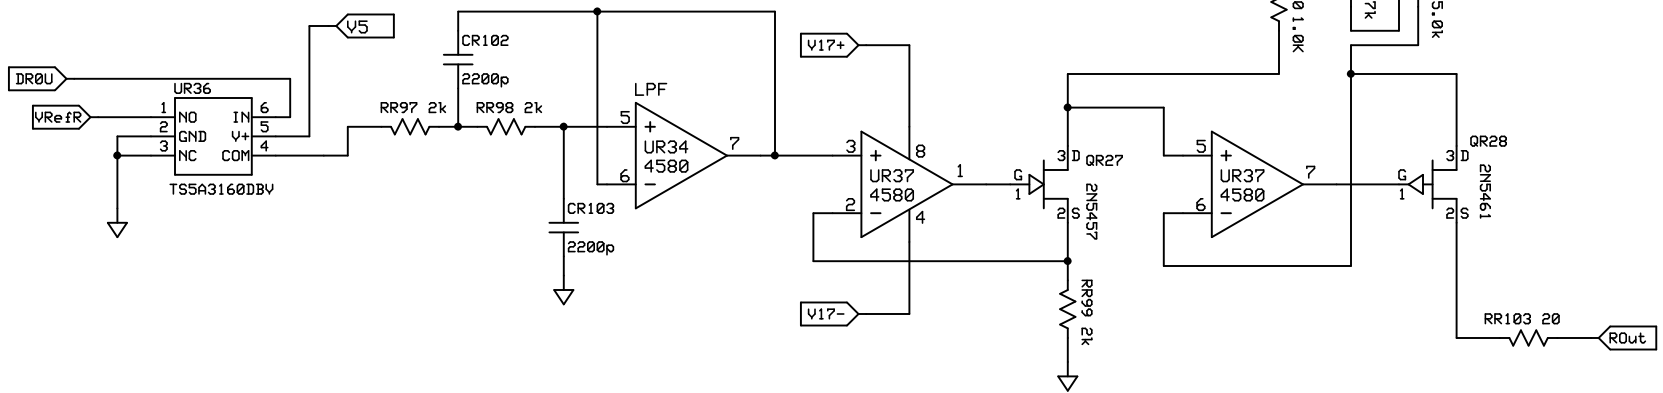 V5
DR0U
VRefR
UR36
1 NO IN 6
2 GND V+ 5
3 NC COM 4
TS5A3160DBV
RR97 2k
CR102
2200p
RR98 2k
CR103
2200p
LPF
5 +
UR34
4580
6 −
7
V17+
3 +
8
UR37
4580
1
2 −
4
V17-
G
1
3 D
QR27
2 S
2N5457
RR99 2k
0 1.0K
7k
5.0k
5 +
UR37
4580
7
6 −
G
1
3 D
QR28
2 S
2N5461
RR103 20
ROut